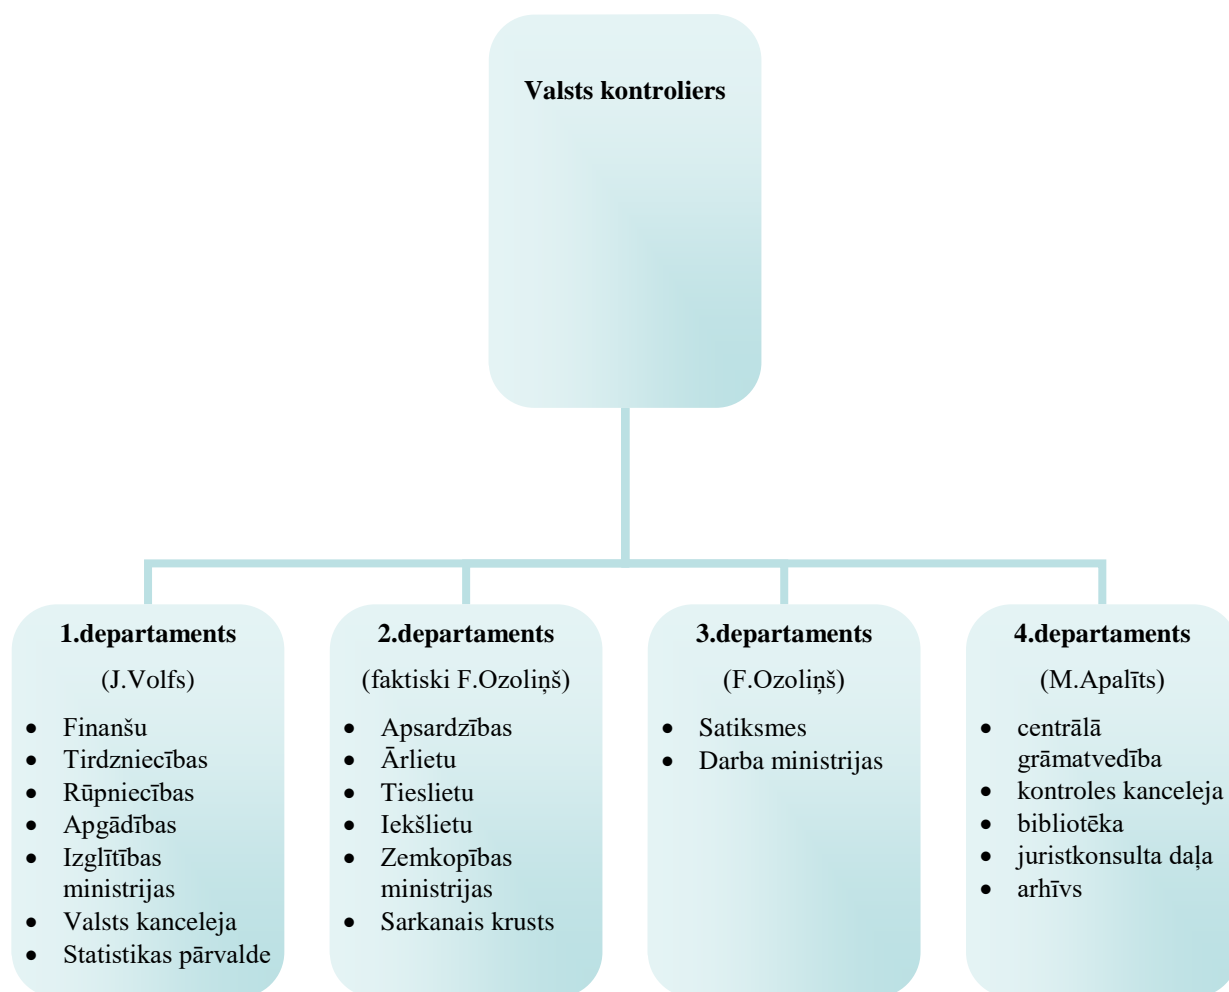 Valsts kontroliers
1.departaments
(J.Volfs)
• Finanšu
• Tirdzniecības
• Rūpniecības
• Apgādības
• Izglītības
ministrijas
• Valsts kanceleja
• Statistikas pārvalde
2.departaments
(faktiski F.Ozoliņš)
• Apsardzības
• Ārlietu
• Tieslietu
• Iekšlietu
• Zemkopības
ministrijas
• Sarkanais krusts
3.departaments
(F.Ozoliņš)
• Satiksmes
• Darba ministrijas
4.departaments
(M.Apalīts)
• centrālā
grāmatvedība
• kontroles kanceleja
• bibliotēka
• juristkonsulta daļa
• arhīvs